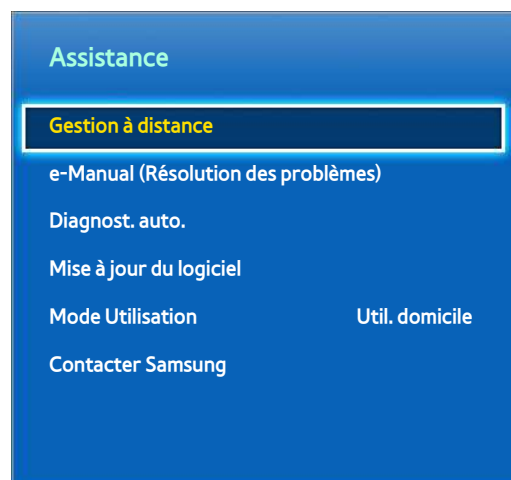 Assistance
Gestion à distance
e-Manual (Résolution des problèmes)
Diagnost. auto.
Mise à jour du logiciel
Mode Utilisation Util. domicile
Contacter Samsung